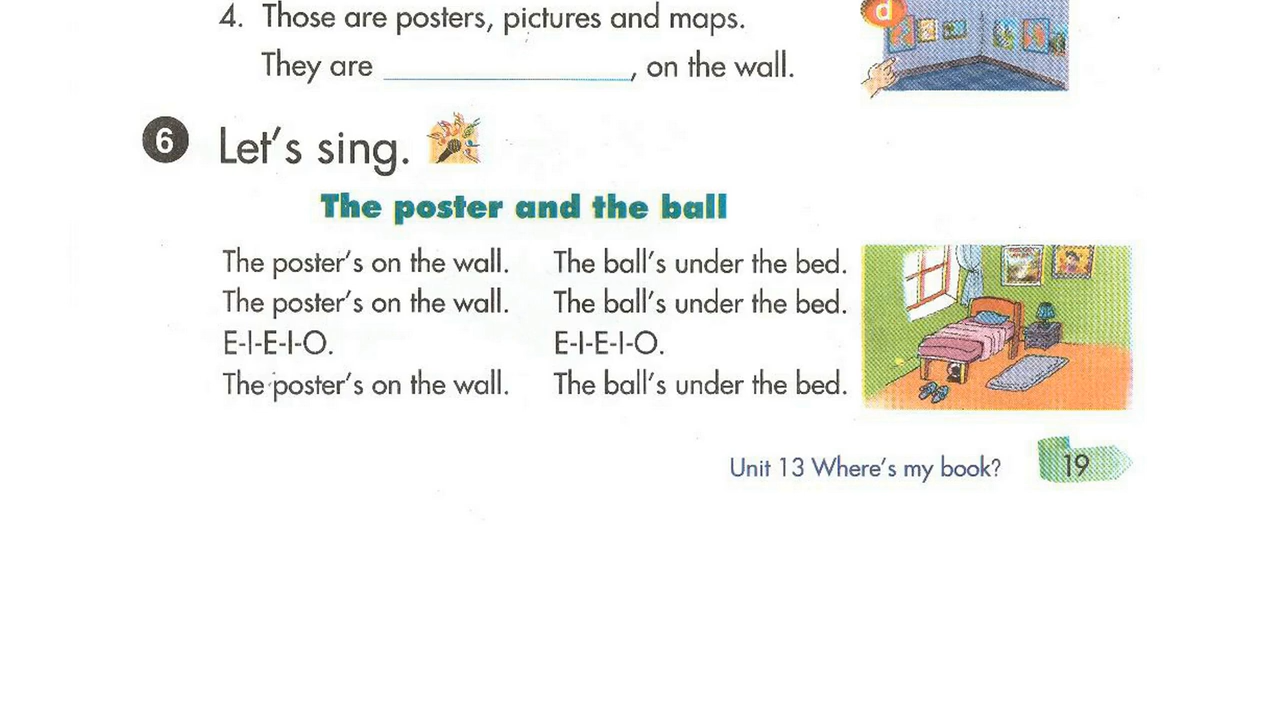 4. Those are posters, pictures and maps.
d
They are ____________________, on the wall.
6 Let's sing.
The poster and the ball
The poster's on the wall.
The poster's on the wall.
E-I-E-I-O.
The poster's on the wall.
The ball's under the bed.
The ball's under the bed.
E-I-E-I-O.
The ball's under the bed.
Unit 13 Where's my book? 19